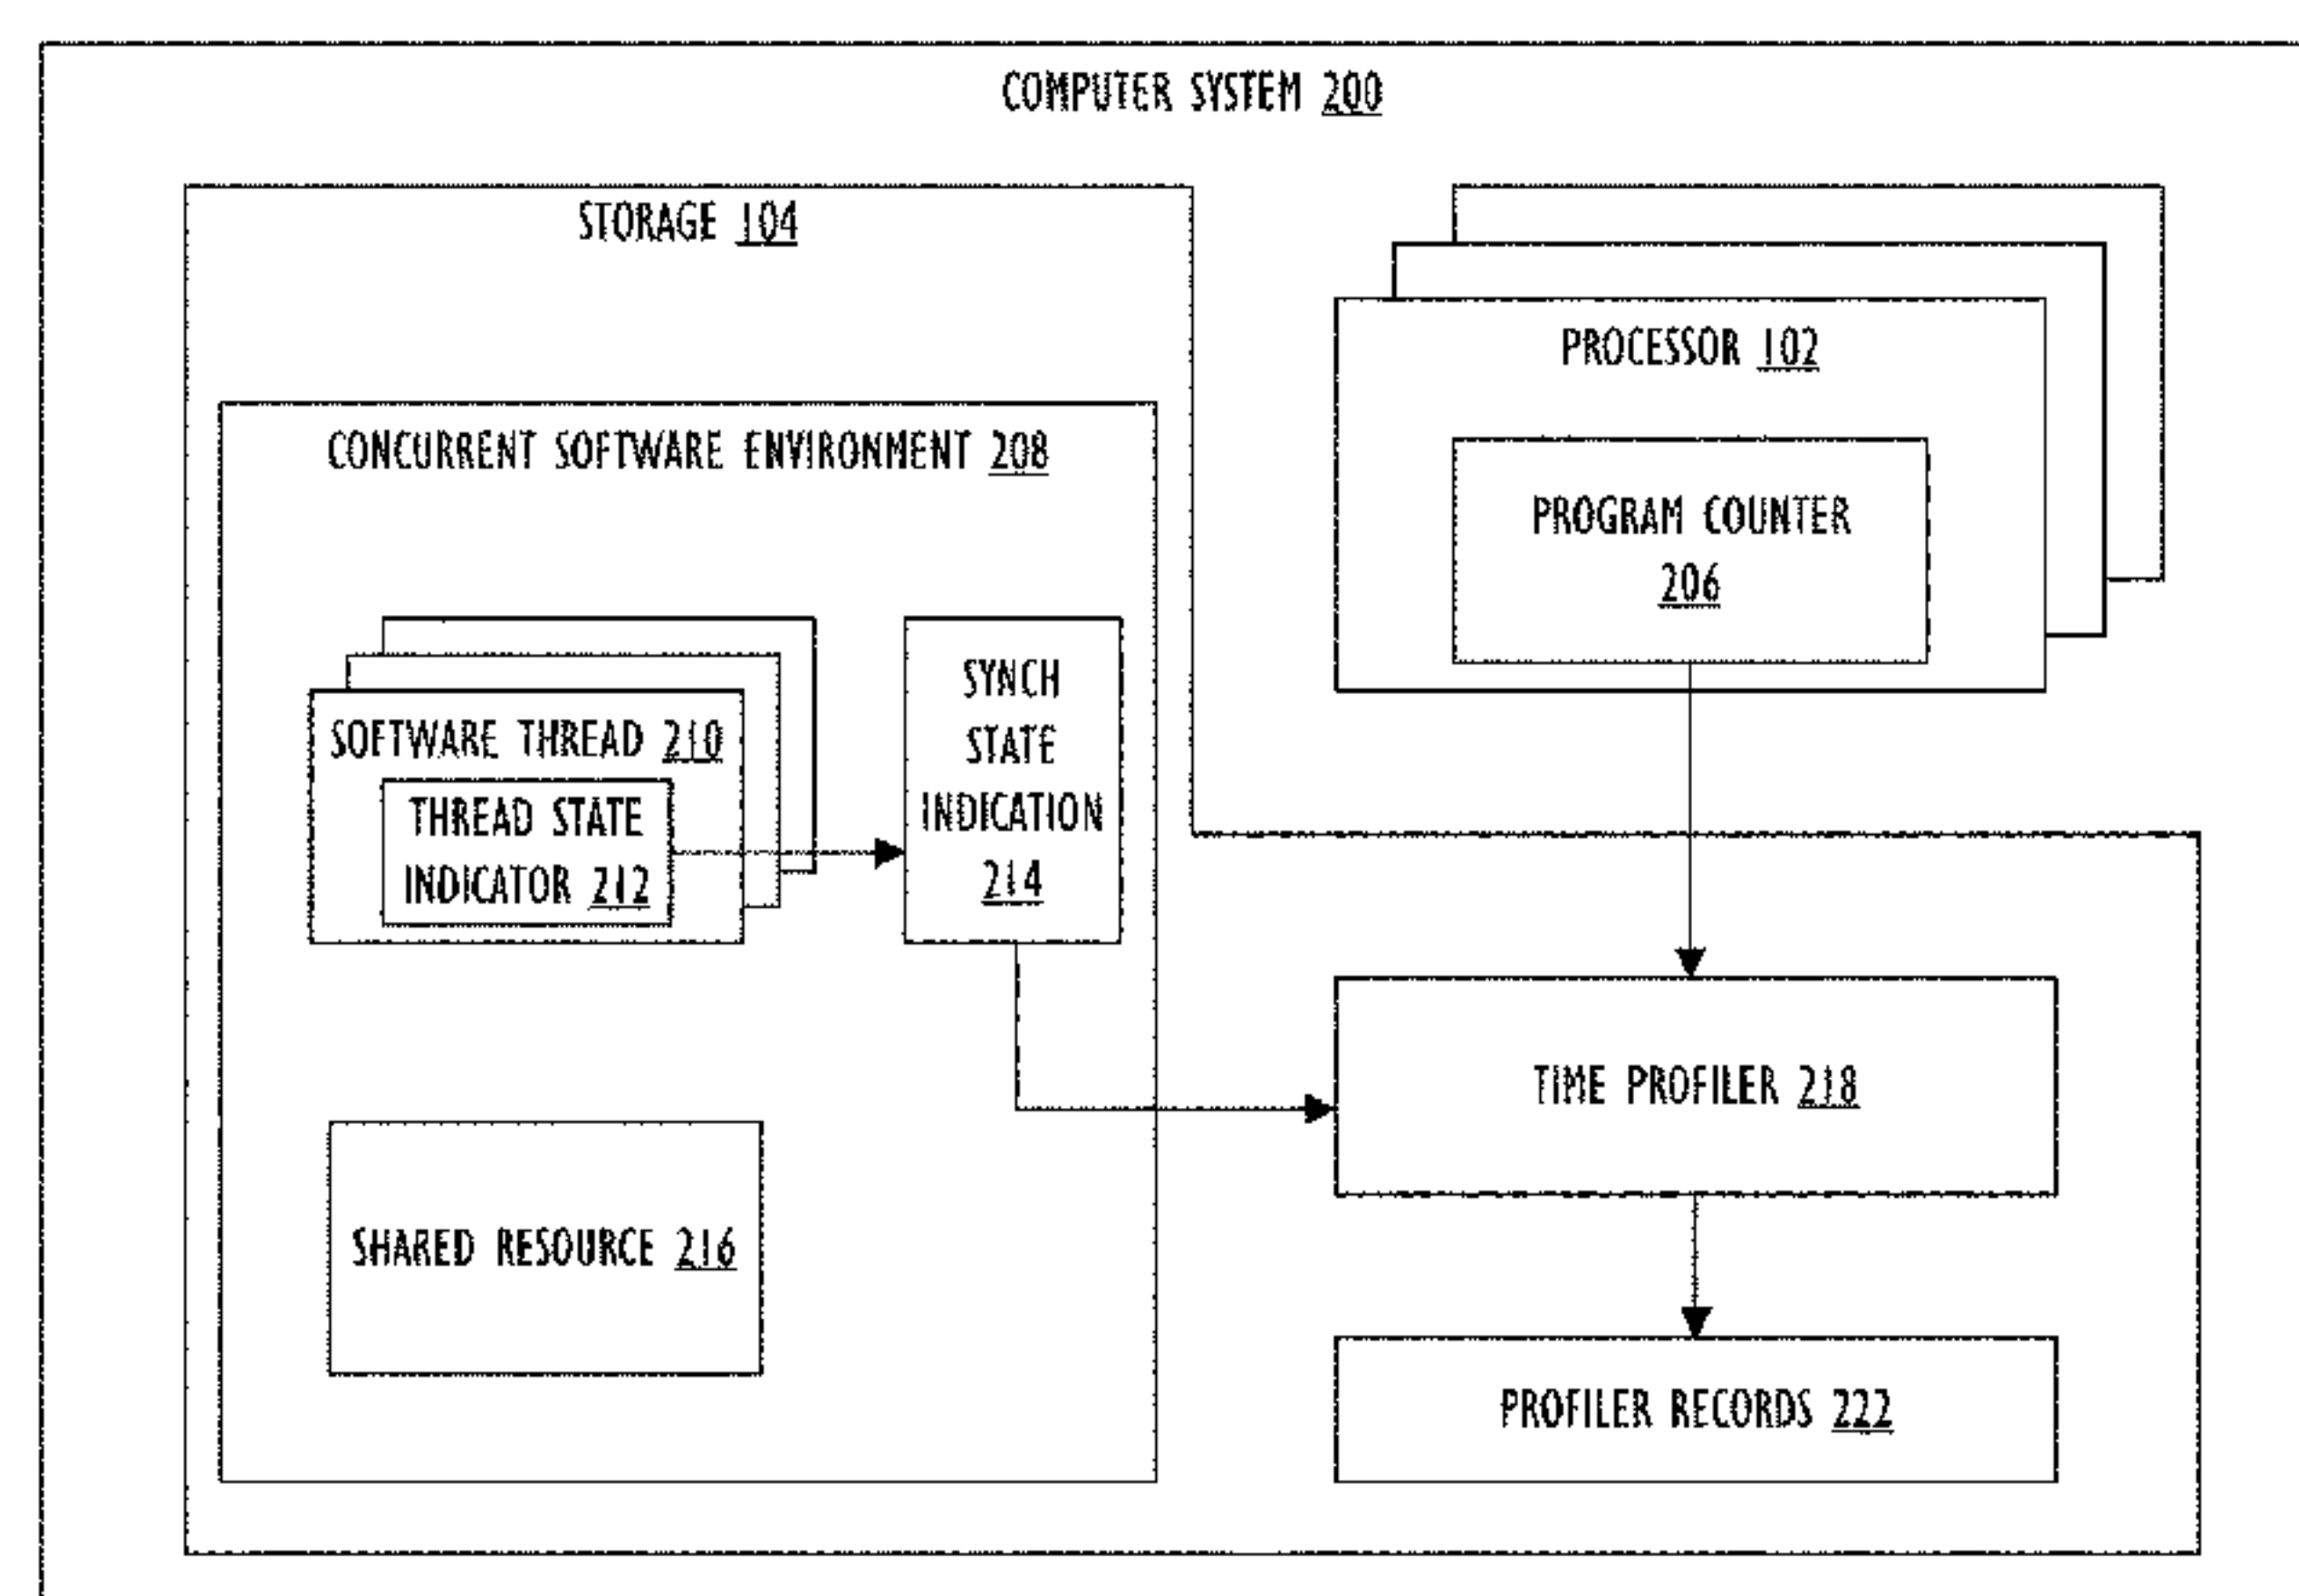 COMPUTER SYSTEM 200
STORAGE 104
PROCESSOR 102
CONCURRENT SOFTWARE ENVIRONMENT 208
PROGRAM COUNTER
206
SYNCH
STATE
INDICATION
214
SOFTWARE THREAD 210
THREAD STATE
INDICATOR 212
TIME PROFILER 218
SHARED RESOURCE 216
PROFILER RECORDS 222